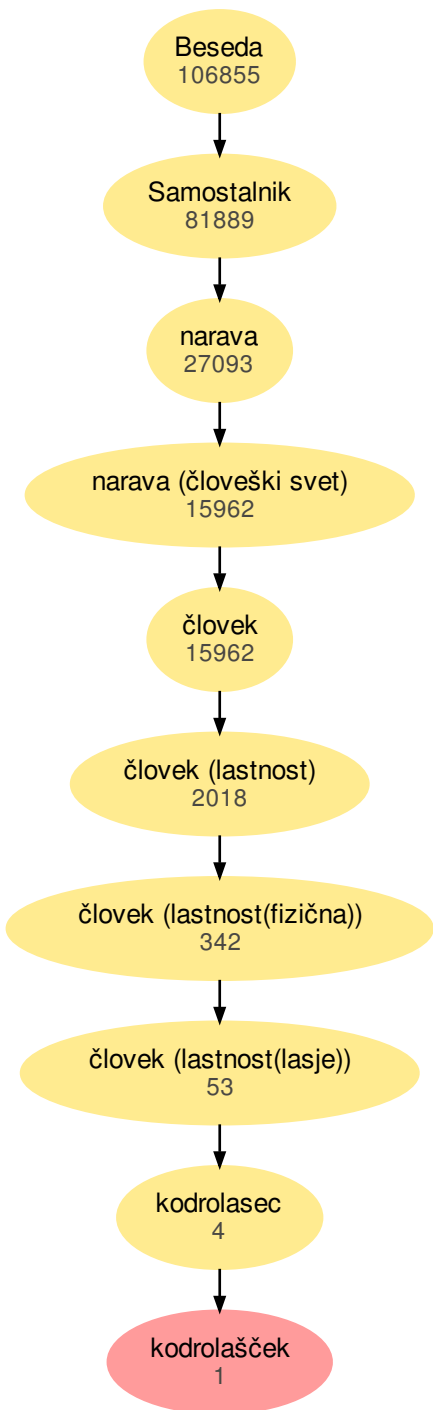 Beseda
106855
Samostalnik
81889
narava
27093
narava (človeški svet)
15962
človek
15962
človek (lastnost)
2018
človek (lastnost(fizična))
342
človek (lastnost(lasje))
53
kodrolasec
4
kodrolašček
1